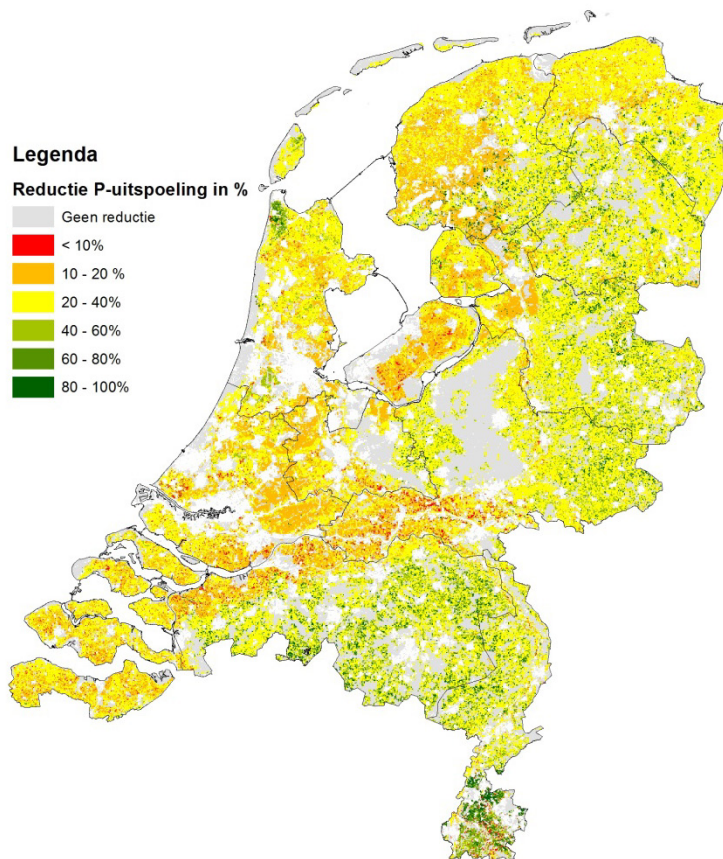 Legenda
Reductie P-uitspoeling in %
Geen reductie
< 10%
10 - 20 %
20 - 40%
40 - 60%
60 - 80%
80 - 100%